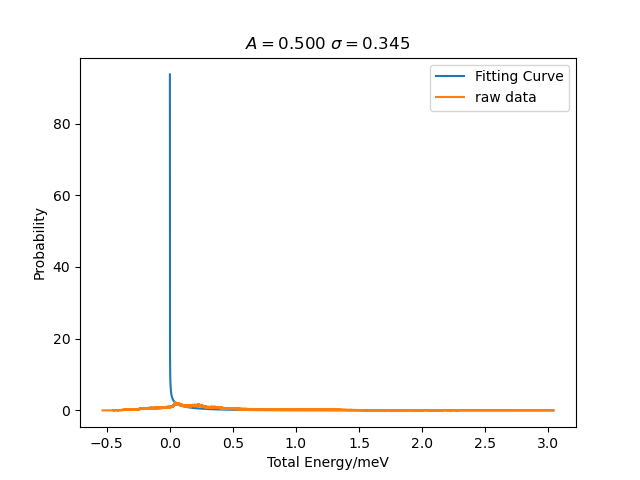 A = 0.500 σ = 0.345
Fitting Curve
raw data
Probability
80
60
40
20
0
−0.5 0.0 0.5 1.0 1.5 2.0 2.5 3.0
Total Energy/meV